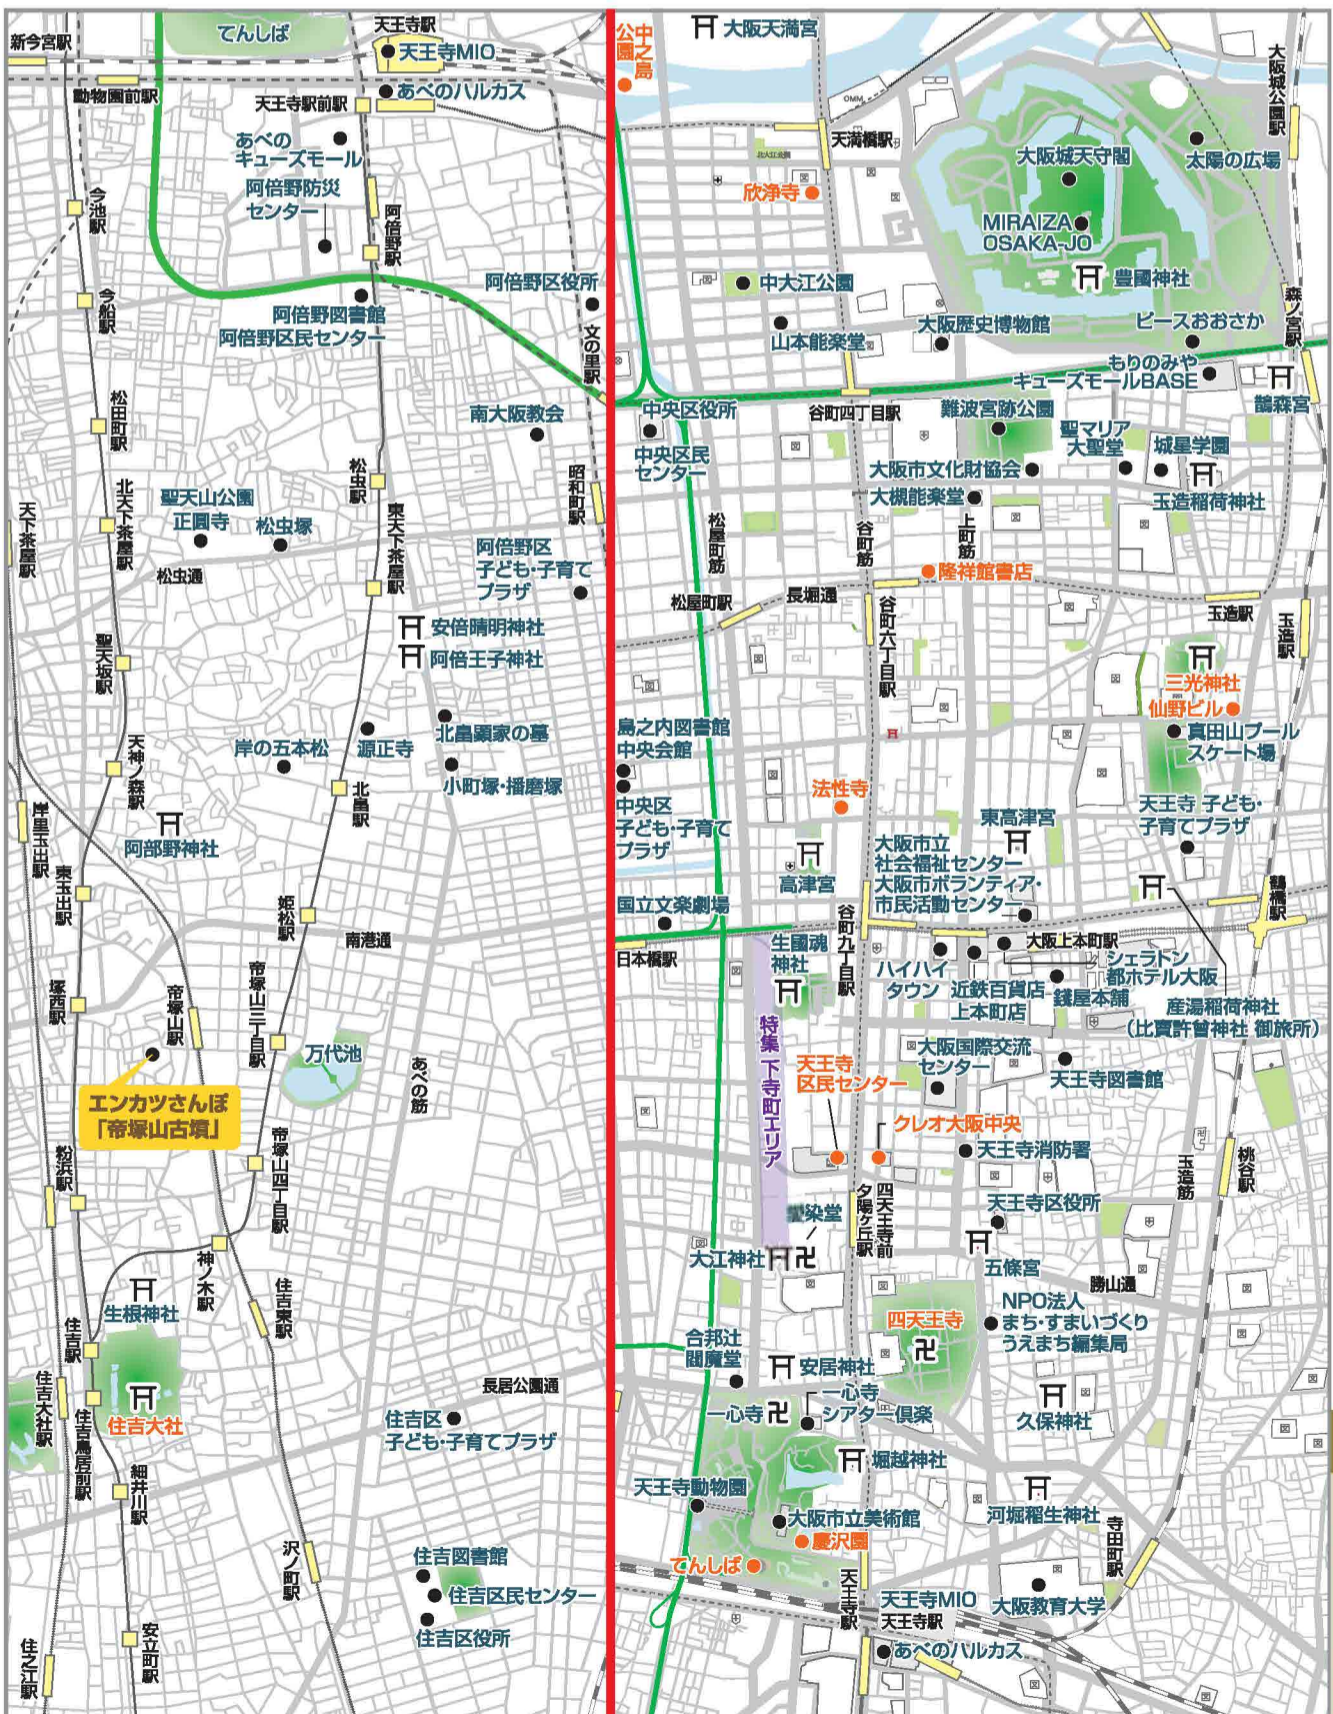 てんしば
天王寺駅
天王寺MIO
新今宮駅
動物園前駅
天王寺駅前駅
あべのハルカス
あべの
キューズモール
阿倍野防災
センター
今池駅
阿倍野駅
今船駅
阿倍野区役所
阿倍野図書館
阿倍野区民センター
文の里駅
松田町駅
南大阪教会
松虫駅
昭和町駅
聖天山公園
正圓寺
松虫塚
北天下茶屋駅
天下茶屋駅
東天下茶屋駅
松虫通
阿倍野区
子ども・子育て
プラザ
安倍晴明神社
阿倍王子神社
聖天坂駅
北畠顕家の墓
源正寺
岸の五本松
小町塚・播磨塚
天神ノ森駅
北畠駅
岸里玉出駅
阿部野神社
東玉出駅
姫松駅
南港通
塚西駅
帝塚山駅
帝塚山三丁目駅
万代池
あべの筋
エンカツさんぽ
「帝塚山古墳」
粉浜駅
帝塚山四丁目駅
神ノ木駅
生根神社
住吉東駅
住吉駅
住吉大社駅
住吉大社
住吉鳥居前駅
長居公園通
住吉区
子ども・子育てプラザ
細井川駅
沢ノ町駅
住吉図書館
住吉区民センター
住吉区役所
安立町駅
住之江駅
中之島
公園
大阪天満宮
OMM
天満橋駅
北大江公園
欣浄寺
大阪城公園駅
大阪城天守閣
太陽の広場
MIRAIZA
OSAKA-JO
豊國神社
中大江公園
山本能楽堂
大阪歴史博物館
ピースおおさか
森ノ宮駅
もりのみや
キューズモールBASE
鵲森宮
中央区役所
谷町四丁目駅
難波宮跡公園
中央区民
センター
聖マリア
大聖堂
城星学園
大阪市文化財協会
大槻能楽堂
玉造稲荷神社
松屋町筋
谷町筋
上町筋
隆祥館書店
松屋町駅
長堀通
谷町六丁目駅
玉造駅
玉造駅
三光神社
仙野ビル
真田山プール
スケート場
島之内図書館
中央会館
中央区
子ども・子育て
プラザ
法性寺
高津宮
東高津宮
天王寺 子ども・
子育てプラザ
大阪市立
社会福祉センター
大阪市ボランティア・
市民活動センター
鶴橋駅
国立文楽劇場
日本橋駅
生國魂
神社
谷町九丁目駅
大阪上本町駅
ハイハイ
タウン
近鉄百貨店
上本町店
シェラトン
都ホテル大阪
錢屋本舗
産湯稲荷神社
(比賣許曾神社 御旅所)
特集 下寺町エリア
天王寺
区民センター
大阪国際交流
センター
天王寺図書館
クレオ大阪中央
天王寺消防署
玉造筋
桃谷駅
四天王寺前
夕陽ヶ丘駅
天王寺区役所
大江神社
五條宮
勝山通
四天王寺
NPO法人
まち・すまいづくり
うえまち編集局
合邦辻
閻魔堂
安居神社
一心寺
一心寺
シアター倶楽
久保神社
堀越神社
天王寺動物園
大阪市立美術館
慶沢園
てんしば
河堀稲生神社
寺田町駅
天王寺駅
天王寺MIO
天王寺駅
大阪教育大学
あべのハルカス